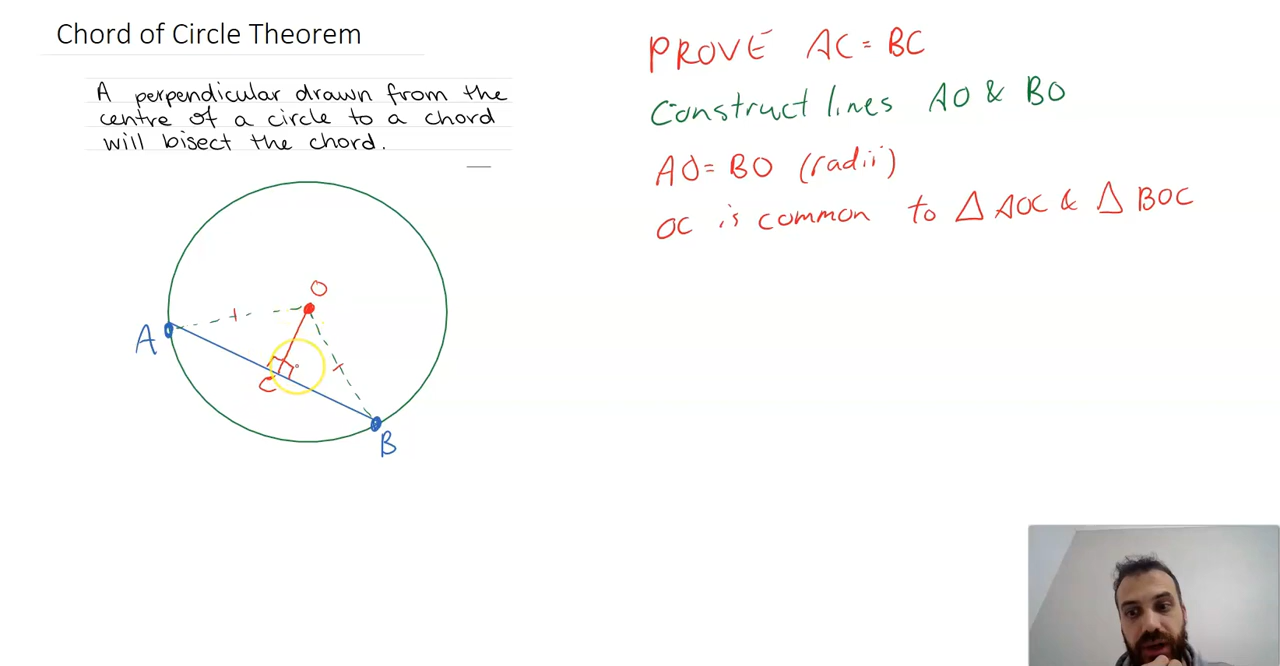 Chord of Circle Theorem
A perpendicular drawn from the
centre of a circle to a chord
will bisect the chord.
PROVE AC = BC
Construct lines AO & BO
AO = BO (radii)
OC is common to △ AOC & △ BOC
O
A
C
B